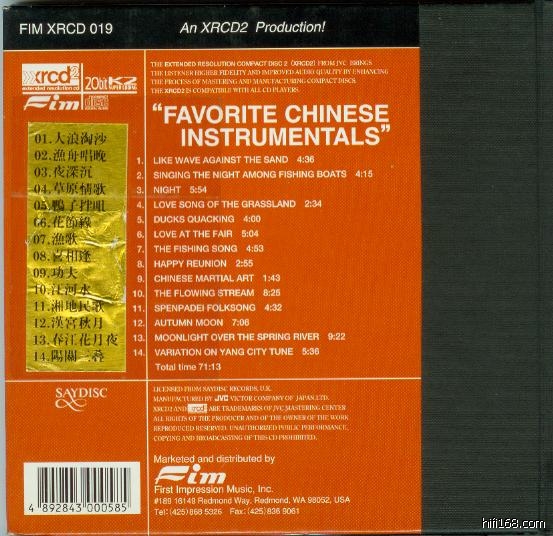 FIM XRCD 019
An XRCD2 Production!
xrcd2
extended resolution cd
20bit K2
SUPER CODING
Fim
THE EXTENDED RESOLUTION COMPACT DISC 2 (XRCD2) FROM JVC BRINGS
THE LISTENER HIGHER FIDELITY AND IMPROVED AUDIO QUALITY BY ENHANCING
THE PROCESS OF MASTERING AND MANUFACTURING COMPACT DISCS.
THE XRCD2 IS COMPATIBLE WITH ALL CD PLAYERS.
"FAVORITE CHINESE
INSTRUMENTALS"
01.大浪淘沙
02.漁舟唱晚
03.夜深沉
04.草原情歌
05.鴨子拌咀
06.花節綠
07.漁歌
08.喜相逢
09.功夫
10.江河水
11.湘地民歌
12.漢宮秋月
13.春江花月夜
14.陽關三疊
1. LIKE WAVE AGAINST THE SAND 4:36
2. SINGING THE NIGHT AMONG FISHING BOATS 4:15
3. NIGHT 5:54
4. LOVE SONG OF THE GRASSLAND 2:34
5. DUCKS QUACKING 4:00
6. LOVE AT THE FAIR 5:04
7. THE FISHING SONG 4:53
8. HAPPY REUNION 2:55
9. CHINESE MARTIAL ART 1:43
10. THE FLOWING STREAM 8:25
11. SPENPADEI FOLKSONG 4:32
12. AUTUMN MOON 7:06
13. MOONLIGHT OVER THE SPRING RIVER 9:22
14. VARIATION ON YANG CITY TUNE 5:36
Total time 71:13
SAYDISC
LICENSED FROM SAYDISC RECORDS, U.K.
MANUFACTURED BY JVC VICTOR COMPANY OF JAPAN,LTD.
XRCD2 AND xrcd ARE TRADEMARKS OF JVC MASTERING CENTER
ALL RIGHTS OF THE PRODUCER AND OF THE OWNER OF THE WORK
REPRODUCED RESERVED. UNAUTHORIZED PUBLIC PERFORMANCE,
COPYING AND BROADCASTING OF THIS CD PROHIBITED.
Marketed and distributed by
Fim
First Impression Music, Inc.
#189 16149 Redmond Way, Redmond, WA 98052, USA
Tel:(425)868 5326 Fax:(425)836 9061
4 892843 000585
hifi168.com